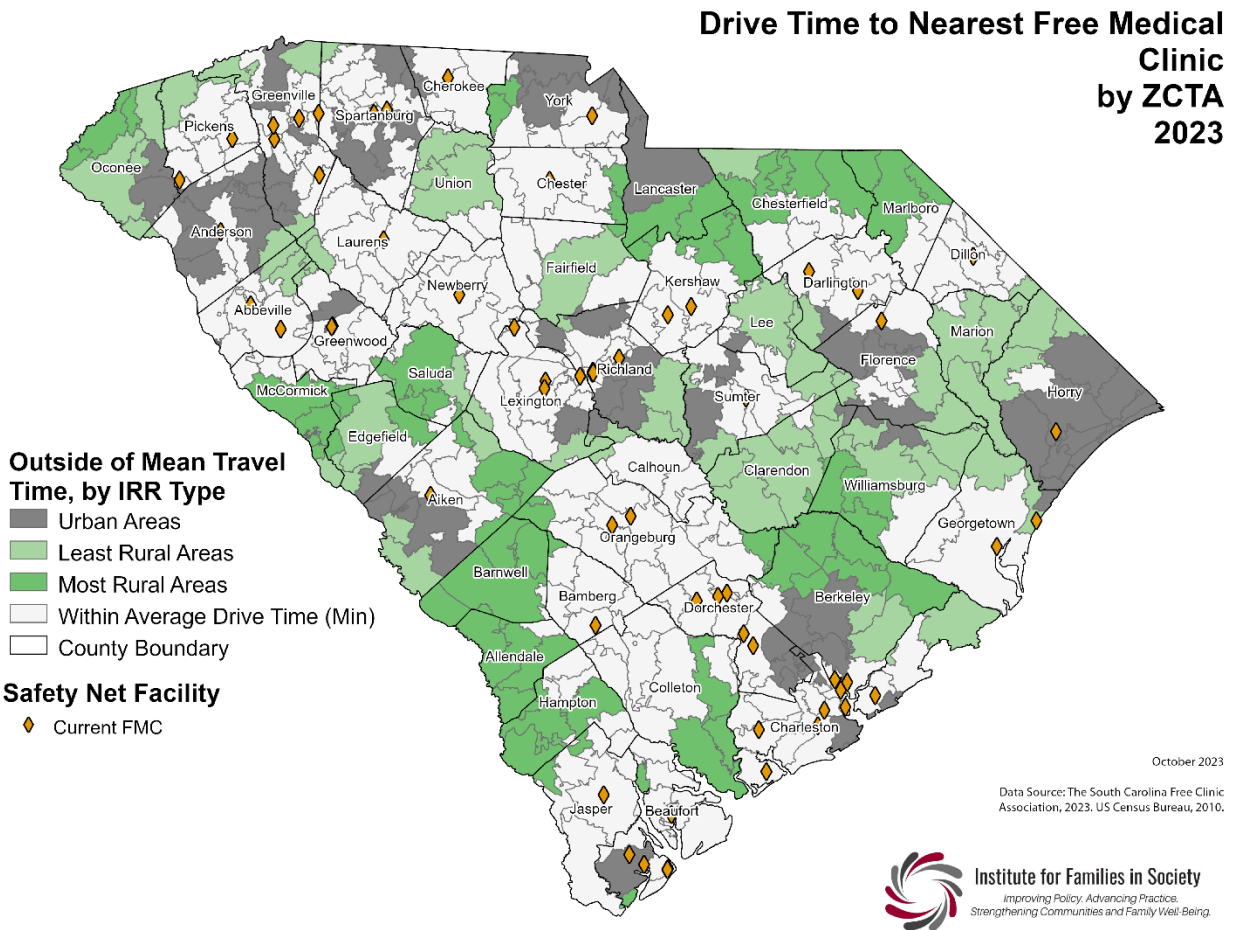 Drive Time to Nearest Free Medical
Clinic
by ZCTA
2023
Cherokee
York
Greenville
Spartanburg
Pickens
Oconee
Union
Chester
Lancaster
Chesterfield
Marlboro
Anderson
Laurens
Fairfield
Dillon
Newberry
Kershaw
Darlington
Abbeville
Greenwood
Lee
Marion
Florence
Saluda
Richland
McCormick
Lexington
Sumter
Horry
Edgefield
Calhoun
Clarendon
Aiken
Williamsburg
Orangeburg
Georgetown
Barnwell
Bamberg
Dorchester
Berkeley
Allendale
Colleton
Hampton
Charleston
Jasper
Beaufort
Outside of Mean Travel
Time, by IRR Type
Urban Areas
Least Rural Areas
Most Rural Areas
Within Average Drive Time (Min)
County Boundary
Safety Net Facility
Current FMC
October 2023
Data Source: The South Carolina Free Clinic
Association, 2023. US Census Bureau, 2010.
Institute for Families in Society
Improving Policy. Advancing Practice.
Strengthening Communities and Family Well-Being.